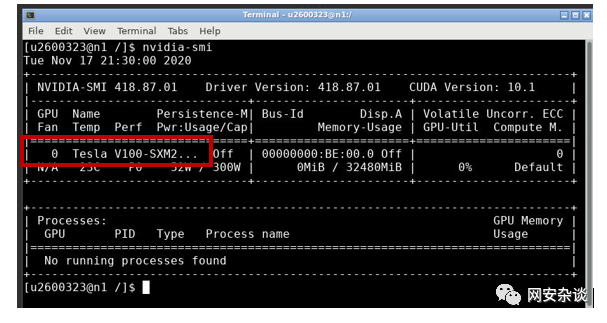 Terminal - u2600323@n1:/
File Edit View Terminal Tabs Help
[u2600323@n1 /]$ nvidia-smi
Tue Nov 17 21:30:00 2020
+-----------------------------------------------------------------------------+
| NVIDIA-SMI 418.87.01    Driver Version: 418.87.01    CUDA Version: 10.1     |
|-------------------------------+----------------------+----------------------+
| GPU  Name        Persistence-M| Bus-Id        Disp.A | Volatile Uncorr. ECC |
| Fan  Temp  Perf  Pwr:Usage/Cap|         Memory-Usage | GPU-Util  Compute M. |
|===============================+======================+======================|
|   0  Tesla V100-SXM2...  Off  | 00000000:BE:00.0 Off |                    0 |
| N/A   23C    P0    32W / 300W |      0MiB / 32480MiB |      0%      Default |
+-------------------------------+----------------------+----------------------+
+-----------------------------------------------------------------------------+
| Processes:                                                       GPU Memory |
|  GPU       PID   Type   Process name                             Usage      |
|=============================================================================|
|  No running processes found                                                 |
+-----------------------------------------------------------------------------+
[u2600323@n1 /]$
网安杂谈